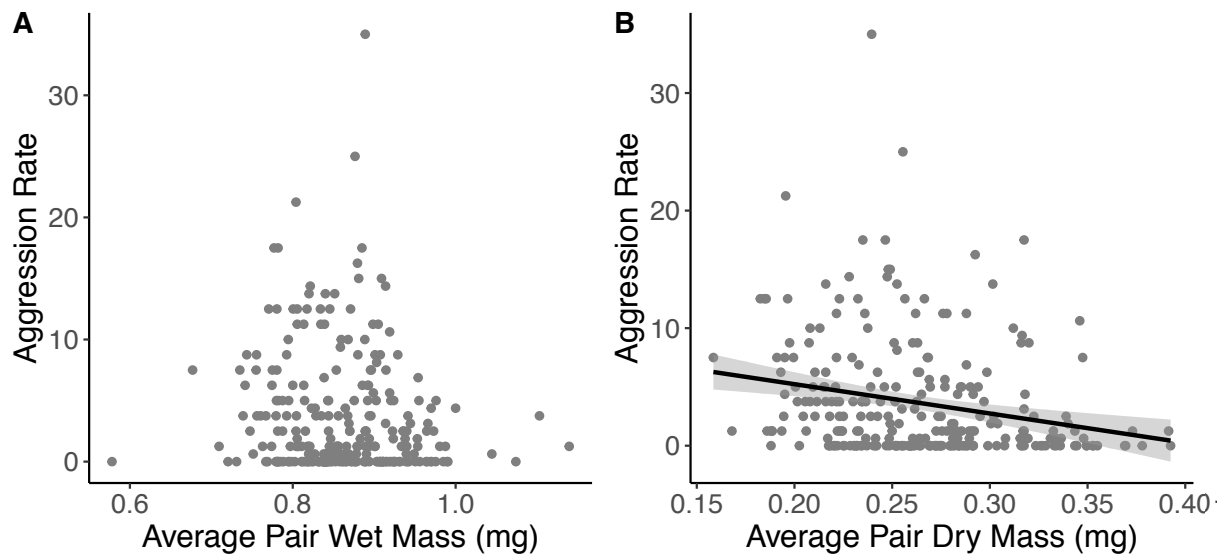 A
Aggression Rate
30
20
10
0
0.6 0.8 1.0
Average Pair Wet Mass (mg)
B
Aggression Rate
30
20
10
0
0.15 0.20 0.25 0.30 0.35 0.40
Average Pair Dry Mass (mg)